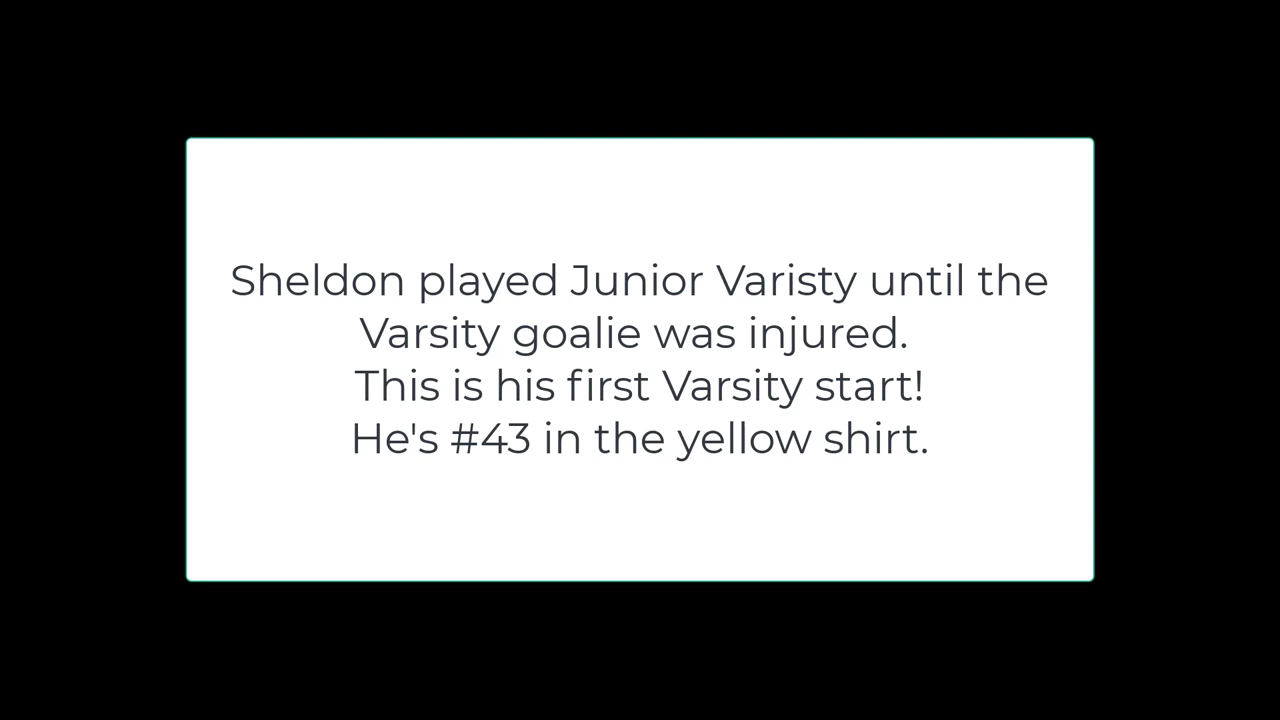 Sheldon played Junior Varisty until the
Varsity goalie was injured.
This is his first Varsity start!
He's #43 in the yellow shirt.